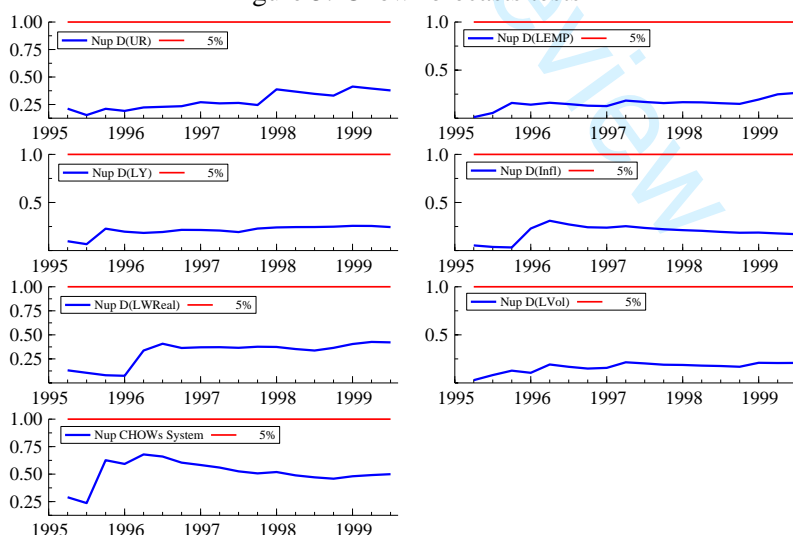 Chow forecasts tests
1.00
0.75
0.50
0.25
Nup D(UR) 5%
1995 1996 1997 1998 1999
1.0
0.5
Nup D(LEMP) 5%
1995 1996 1997 1998 1999
1.0
0.5
Nup D(LY) 5%
1995 1996 1997 1998 1999
1.0
0.5
Nup D(Infl) 5%
1995 1996 1997 1998 1999
1.00
0.75
0.50
0.25
Nup D(LWReal) 5%
1995 1996 1997 1998 1999
1.0
0.5
Nup D(LVol) 5%
1995 1996 1997 1998 1999
1.00
0.75
0.50
0.25
Nup CHOWs System 5%
1995 1996 1997 1998 1999
eview